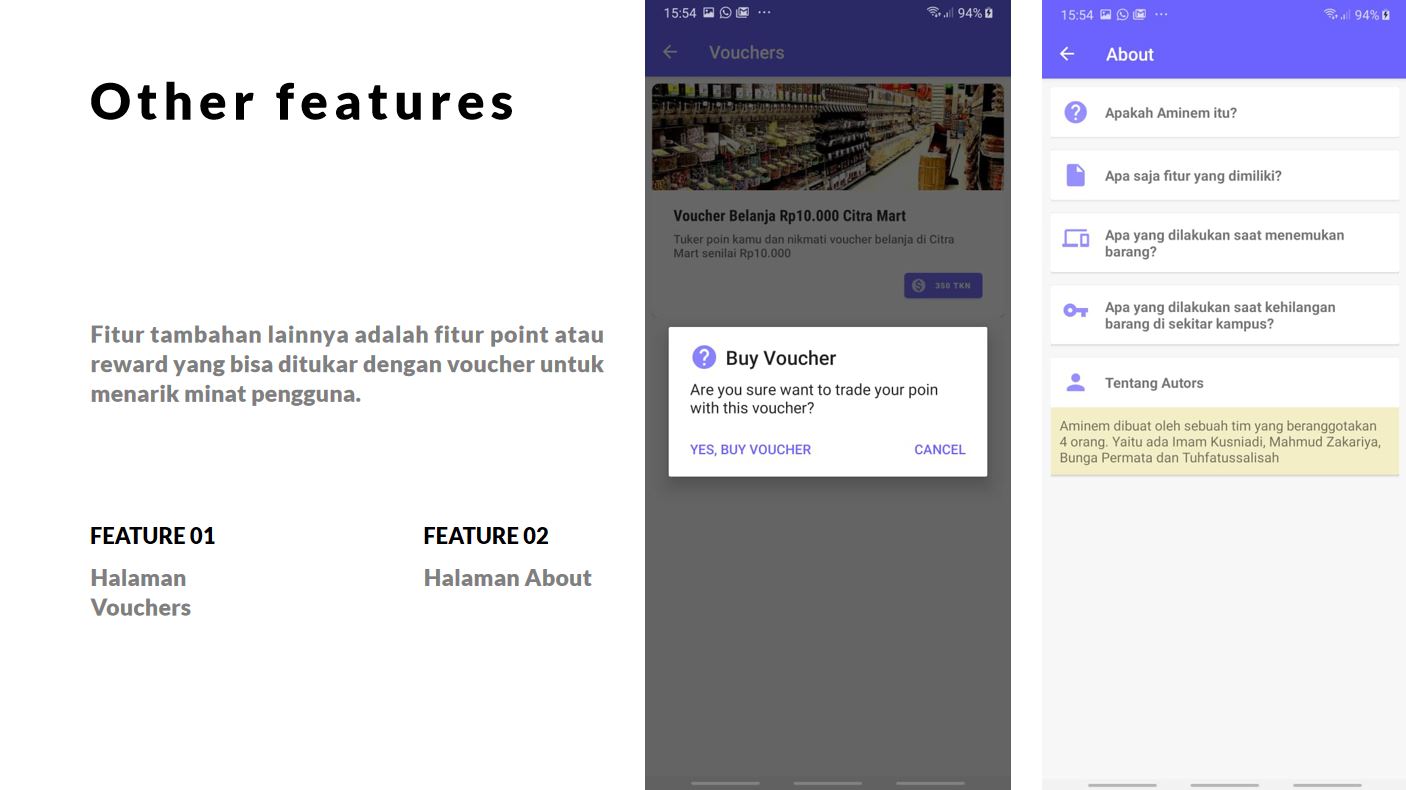 Other features
Fitur tambahan lainnya adalah fitur point atau
reward yang bisa ditukar dengan voucher untuk
menarik minat pengguna.
FEATURE 01
Halaman
Vouchers
FEATURE 02
Halaman About
15:54 94%
Vouchers
Voucher Belanja Rp10.000 Citra Mart
Tuker poin kamu dan nikmati voucher belanja di Citra
Mart senilai Rp10.000
350 TKN
Buy Voucher
Are you sure want to trade your poin
with this voucher?
YES, BUY VOUCHER CANCEL
15:54 94%
About
Apakah Aminem itu?
Apa saja fitur yang dimiliki?
Apa yang dilakukan saat menemukan
barang?
Apa yang dilakukan saat kehilangan
barang di sekitar kampus?
Tentang Autors
Aminem dibuat oleh sebuah tim yang beranggotakan
4 orang. Yaitu ada Imam Kusniadi, Mahmud Zakariya,
Bunga Permata dan Tuhfatussalisah